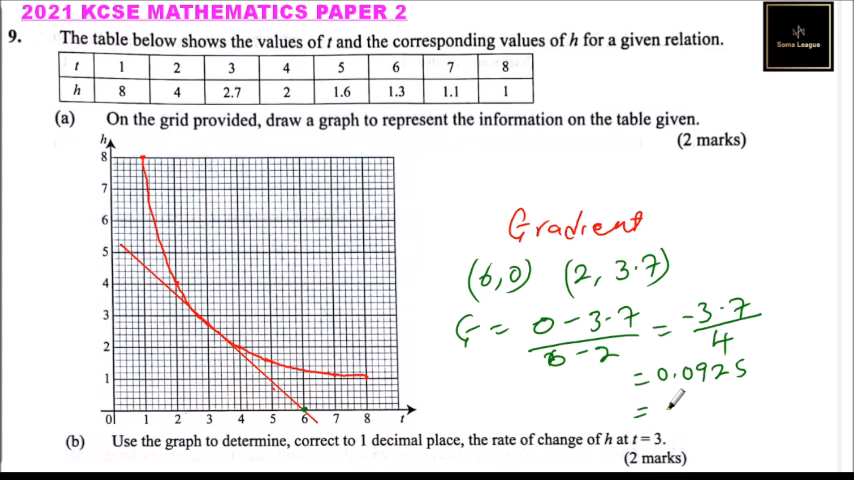 2021 KCSE MATHEMATICS PAPER 2
Soma League
9. The table below shows the values of t and the corresponding values of h for a given relation.
t 1 2 3 4 5 6 7 8
h 8 4 2.7 2 1.6 1.3 1.1 1
(a) On the grid provided, draw a graph to represent the information on the table given.
(2 marks)
h
8
7
6
5
4
3
2
1
0 1 2 3 4 5 6 7 8 t
Gradient
(6,0) (2, 3.7)
G = 0 - 3.7 / 6 - 2 = -3.7 / 4
= 0.0925
=
(b) Use the graph to determine, correct to 1 decimal place, the rate of change of h at t = 3.
(2 marks)